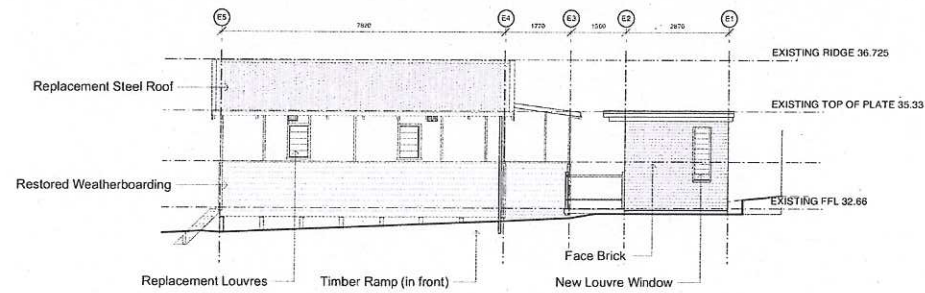 E5 E4 E3 E2 E1
7820 1770 1500 2870
EXISTING RIDGE 36.725
Replacement Steel Roof
EXISTING TOP OF PLATE 35.33
Restored Weatherboarding
EXISTING FFL 32.66
Face Brick
Replacement Louvres
Timber Ramp (in front)
New Louvre Window